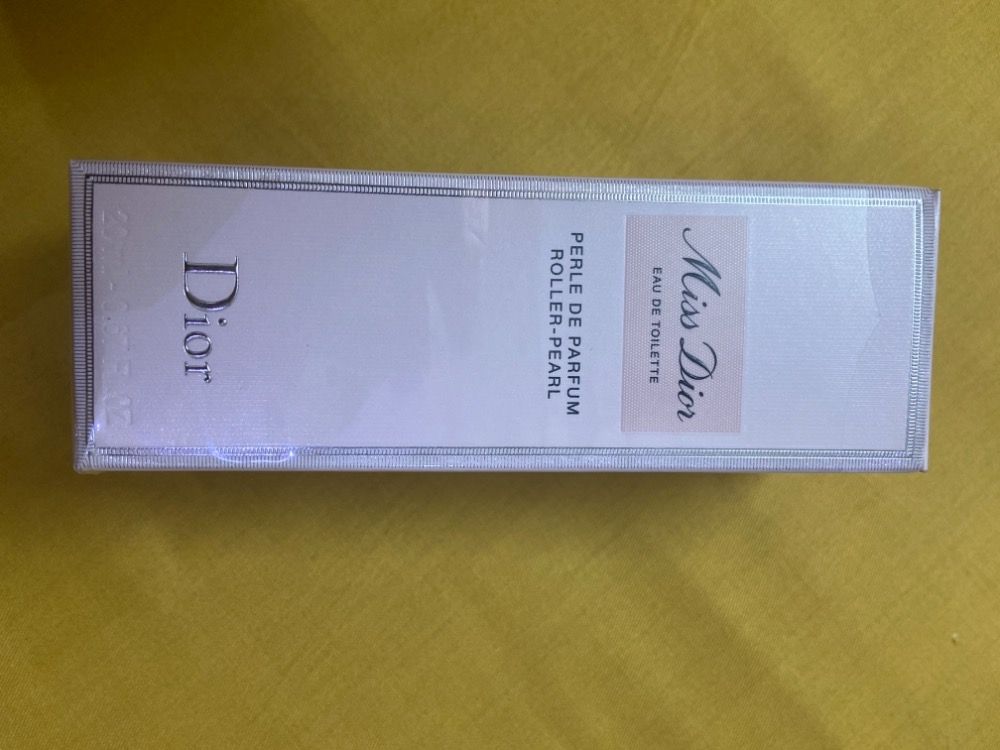 Miss Dior
EAU DE TOILETTE
PERLE DE PARFUM
ROLLER-PEARL
Dior